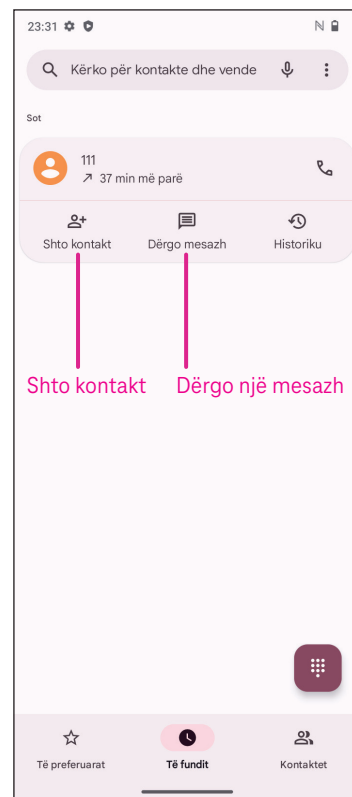 23:31
Kërko për kontakte dhe vende
Sot
111
37 min më parë
Shto kontakt Dërgo mesazh Historiku
Shto kontakt Dërgo një mesazh
Të preferuarat Të fundit Kontaktet